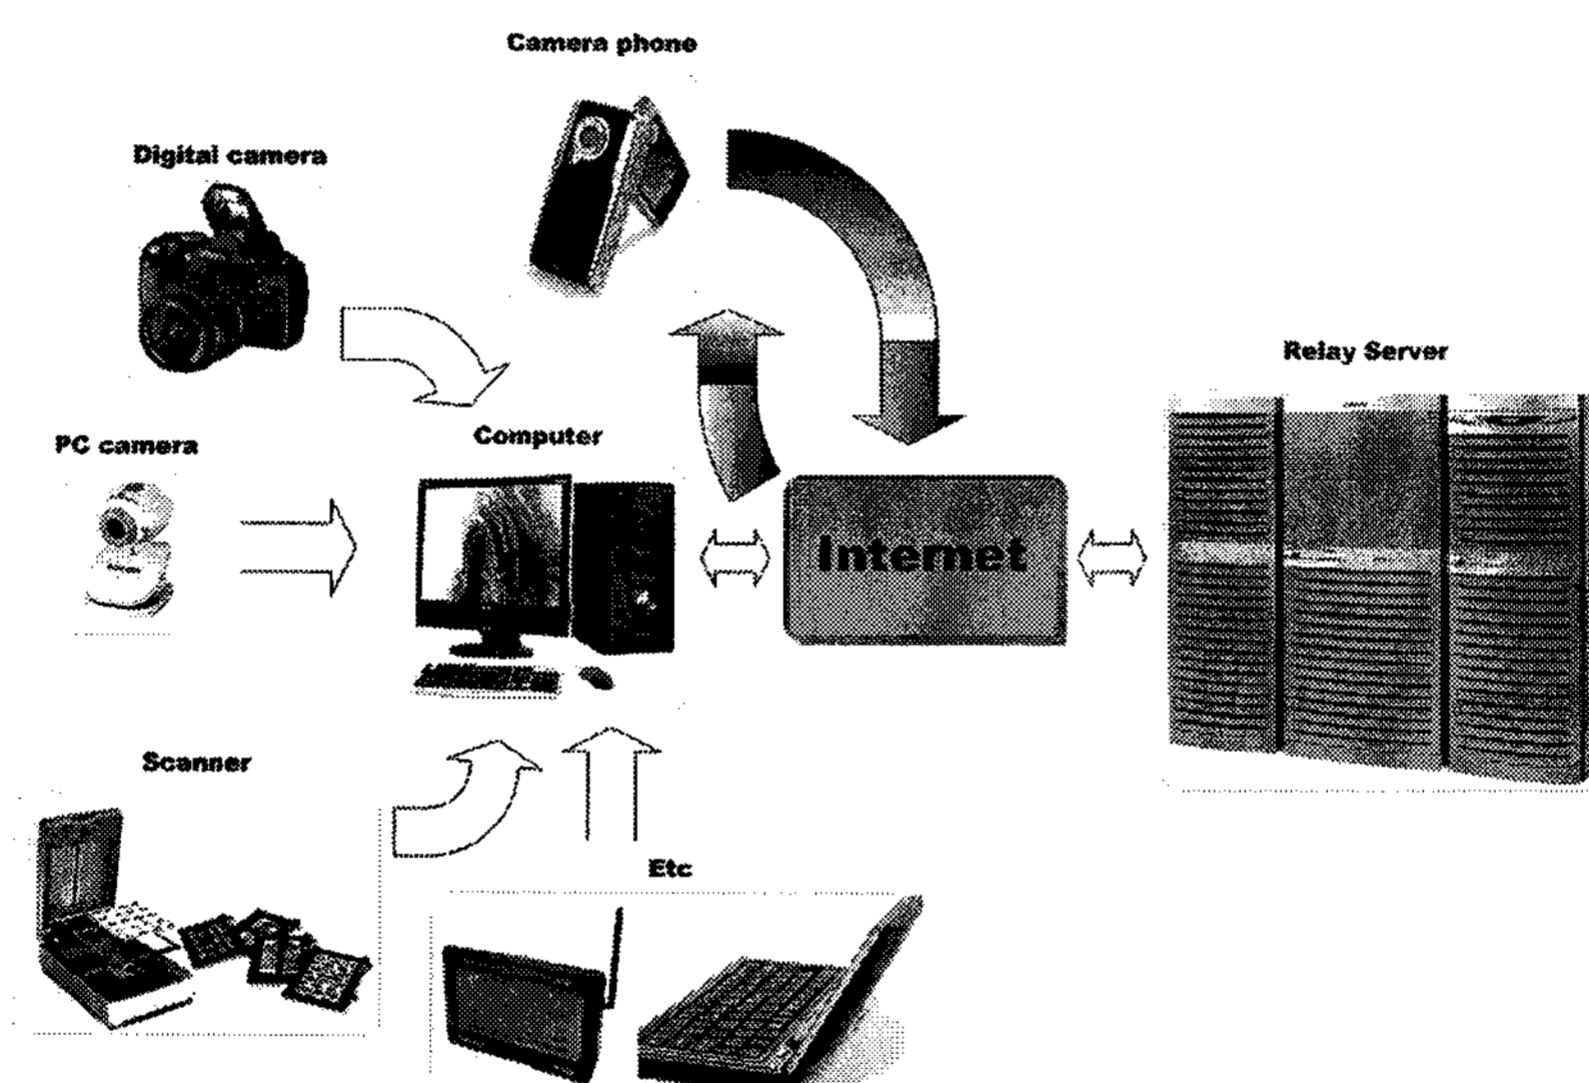 Camera phone
Digital camera
Relay Server
PC camera
Computer
Internet
Scanner
Etc